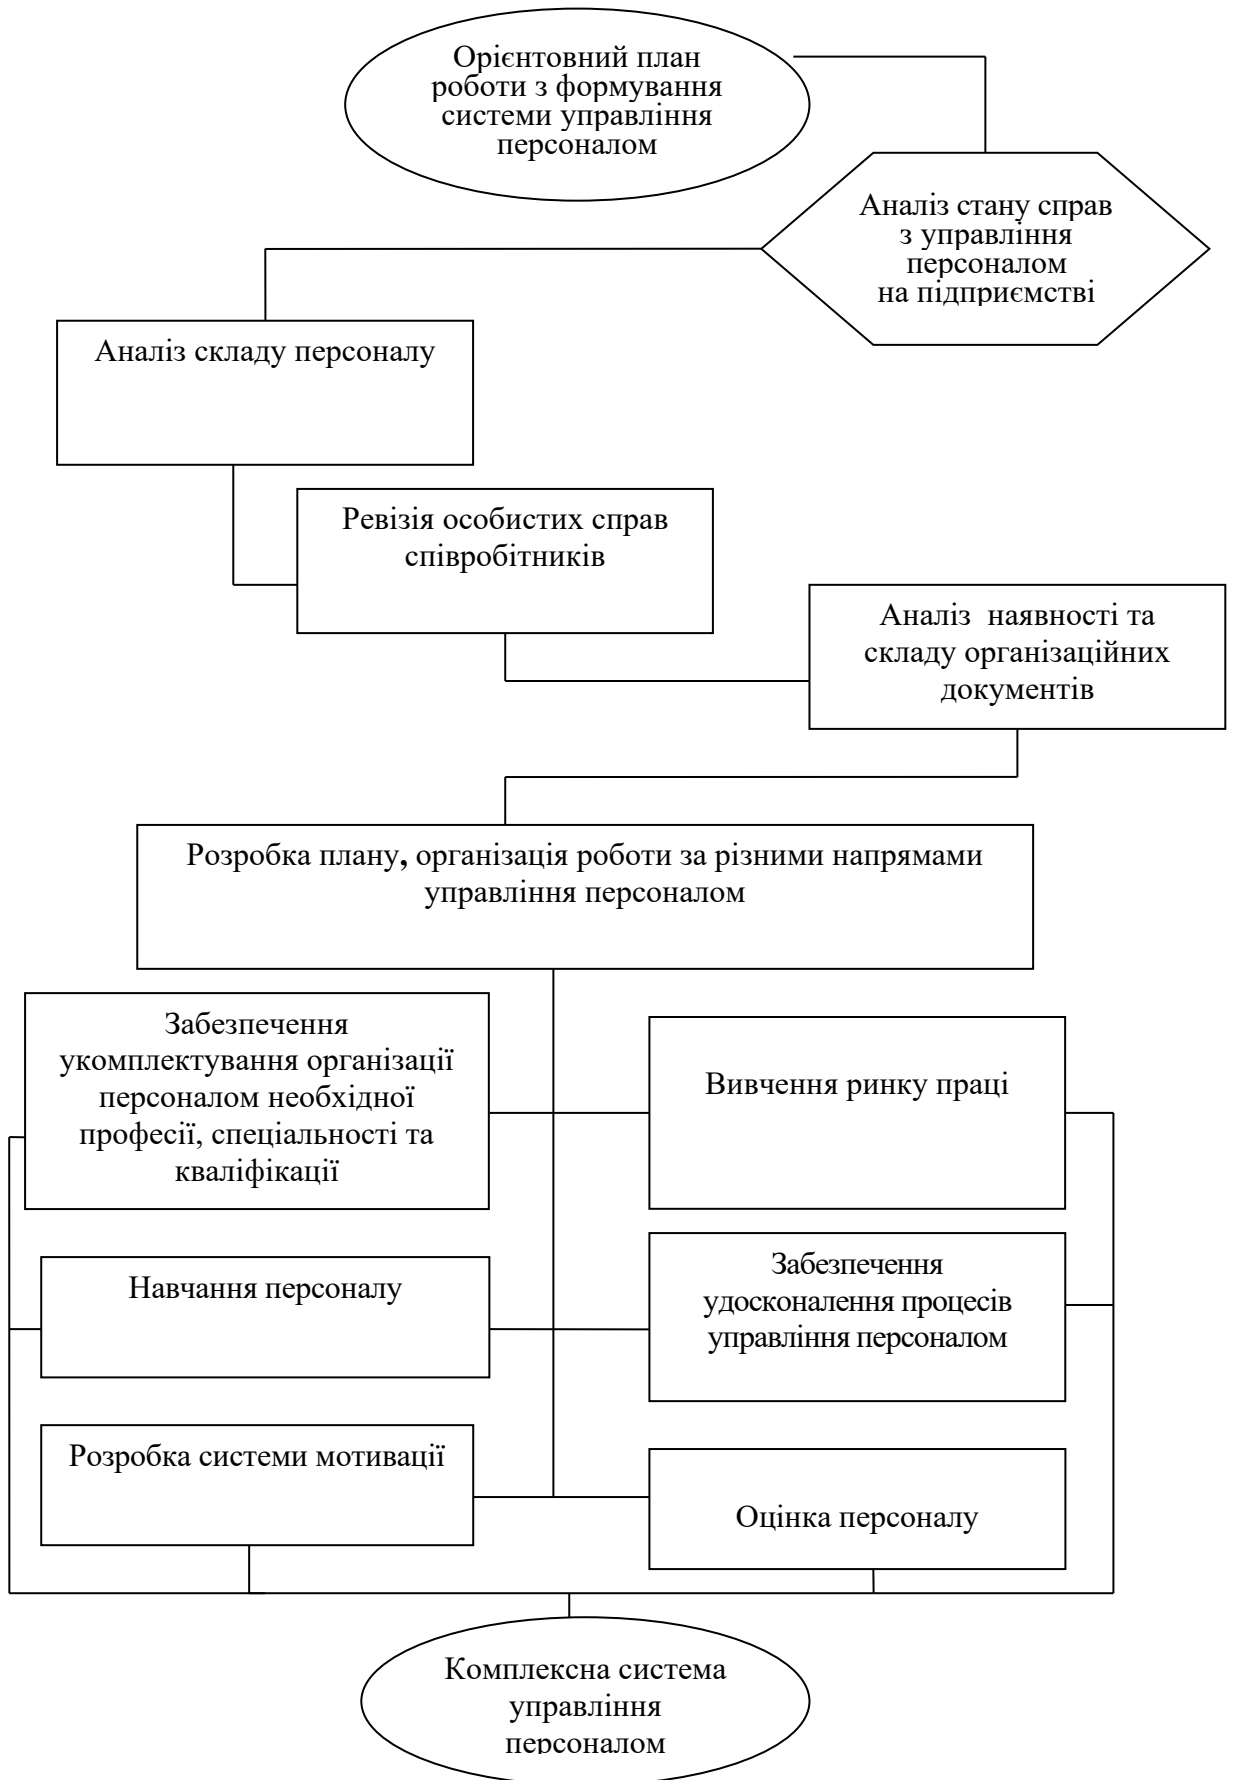 Орієнтовний план
роботи з формування
системи управління
персоналом
Аналіз стану справ
з управління
персоналом
на підприємстві
Аналіз складу персоналу
Ревізія особистих справ
співробітників
Аналіз наявності та
складу організаційних
документів
Розробка плану, організація роботи за різними напрямами
управління персоналом
Забезпечення
укомплектування організації
персоналом необхідної
професії, спеціальності та
кваліфікації
Вивчення ринку праці
Навчання персоналу
Забезпечення
удосконалення процесів
управління персоналом
Розробка системи мотивації
Оцінка персоналу
Комплексна система
управління
персоналом